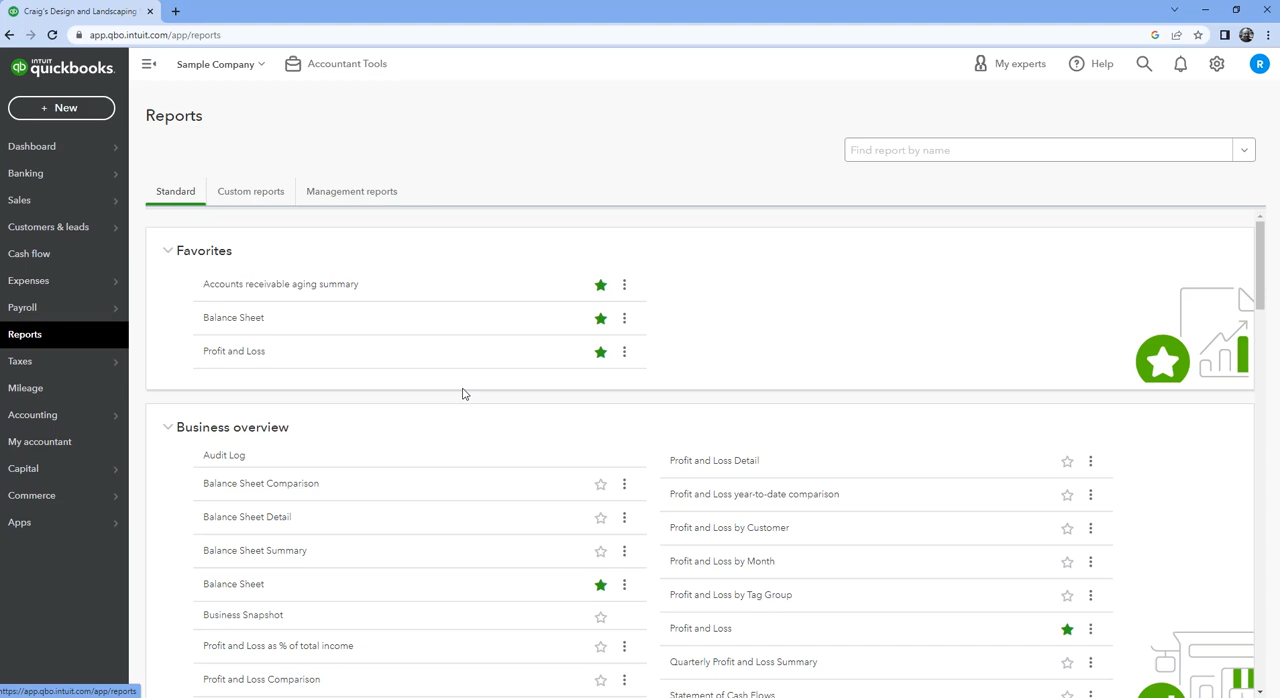 Craig's Design and Landscaping
app.qbo.intuit.com/app/reports
INTUIT
quickbooks.
Sample Company
Accountant Tools
My experts
Help
R
+ New
Reports
Find report by name
Dashboard
Banking
Sales
Customers & leads
Cash flow
Expenses
Payroll
Reports
Taxes
Mileage
Accounting
My accountant
Capital
Commerce
Apps
Standard
Custom reports
Management reports
Favorites
Accounts receivable aging summary
Balance Sheet
Profit and Loss
Business overview
Audit Log
Balance Sheet Comparison
Balance Sheet Detail
Balance Sheet Summary
Balance Sheet
Business Snapshot
Profit and Loss as % of total income
Profit and Loss Comparison
Profit and Loss Detail
Profit and Loss year-to-date comparison
Profit and Loss by Customer
Profit and Loss by Month
Profit and Loss by Tag Group
Profit and Loss
Quarterly Profit and Loss Summary
Statement of Cash Flows
https://app.qbo.intuit.com/app/reports